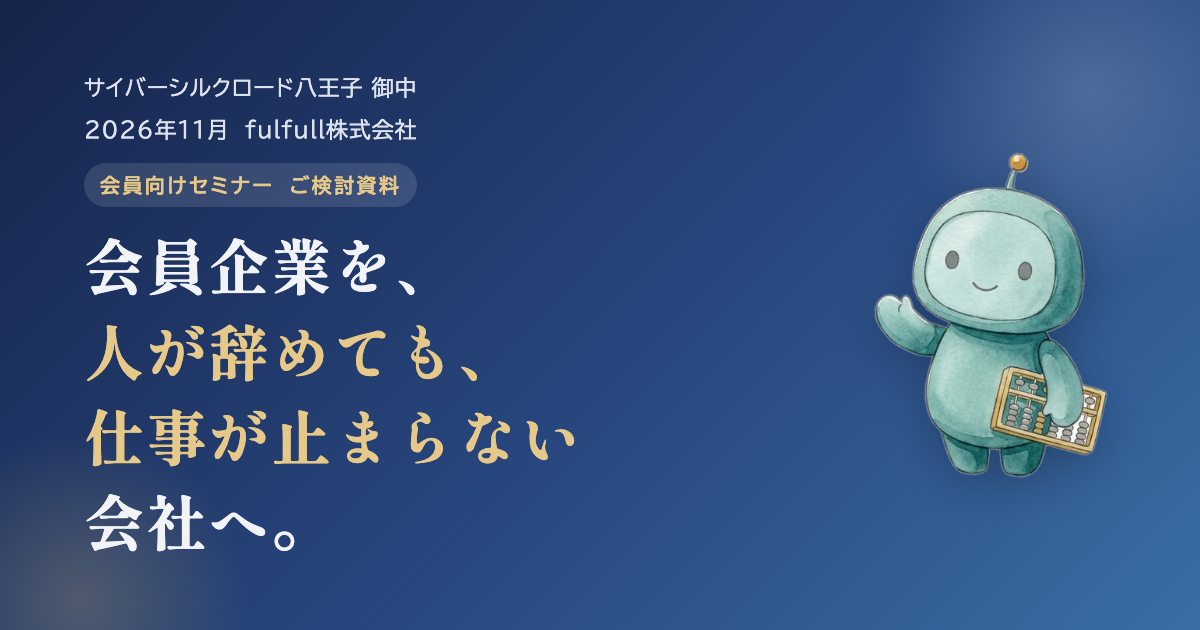 サイバーシルクロード八王子 御中
2026年11月 fulfull株式会社
会員向けセミナー ご検討資料
会員企業を、
人が辞めても、
仕事が止まらない
会社へ。